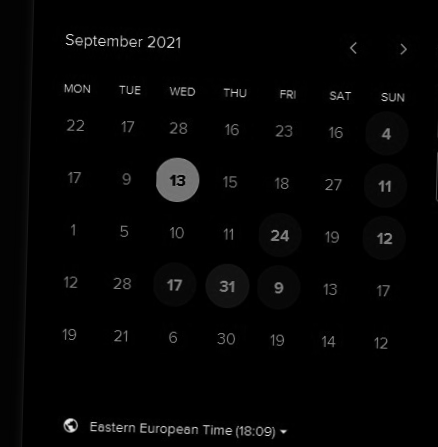 September 2021
MON TUE WED THU FRI SAT SUN
22 17 28 16 23 16 4
17 9 13 15 18 27 11
1 5 10 11 24 19 12
12 28 17 31 9 13 17
19 21 6 30 19 14 12
Eastern European Time (18:09)